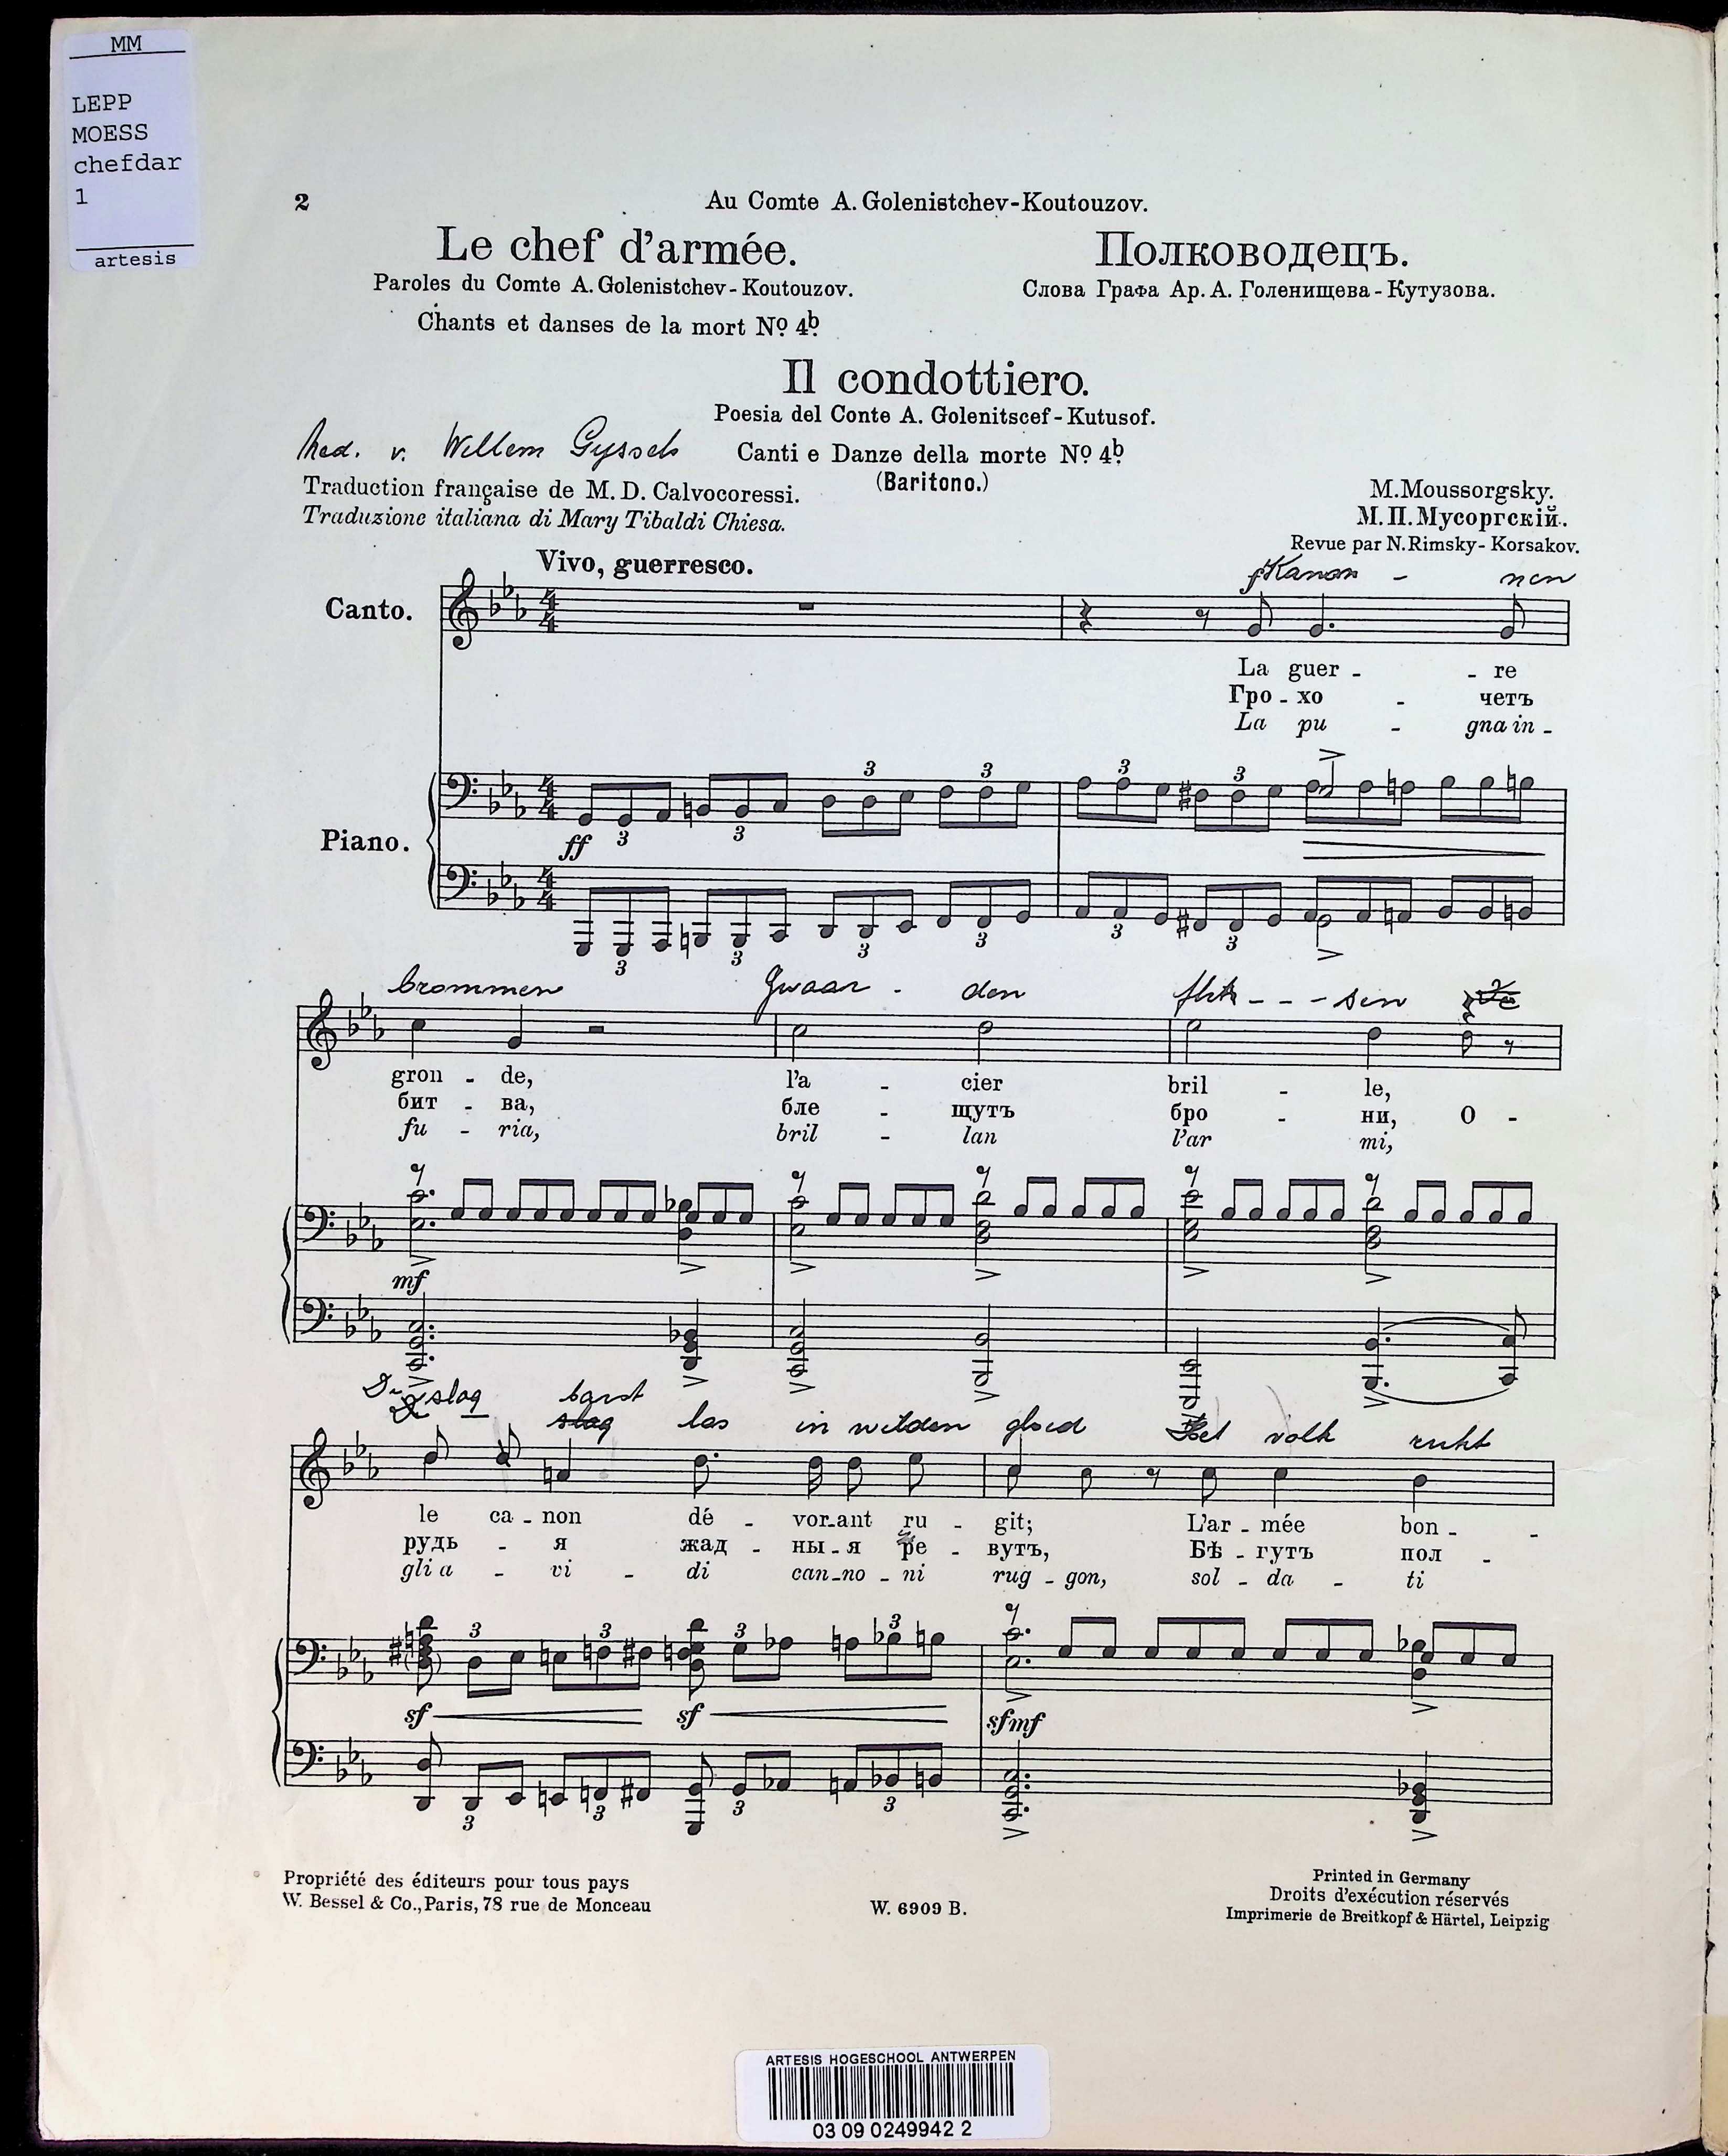 MM
LEPP
MOESS
chefdar
1
artesis
2
Au Comte A. Golenistchev-Koutouzov.
Le chef d'armée.
Полководецъ.
Paroles du Comte A. Golenistchev-Koutouzov.
Слова Графа Ар. А. Голенищева-Кутузова.
Chants et danses de la mort No. 4b.
Il condottiero.
Poesia del Conte A. Golenitscef-Kutusof.
Ned. v. Willem Gyssels
Canti e Danze della morte No. 4b.
(Baritono.)
Traduction française de M. D. Calvocoressi.
Traduzione italiana di Mary Tibaldi Chiesa.
M. Moussorgsky.
М. П. Мусоргскій.
Revue par N. Rimsky-Korsakov.
Vivo, guerresco.
Kanon - nen
Canto.
La guer - - re
Гро - хо - четъ
La pu - gna in -
Piano.
3 3 3 3
ff 3 3
3 3 3 3 3 3
brommen Zwaar - den flik - - - sen
gron - de, l'a - cier bril - le,
бит - ва, бле - щутъ бро - ни, О -
fu - ria, bril - lan l'ar mi,
mf
De slag barst
slag los in wilden gloed Het volk rukt
le ca - non dé - vor-ant ru - git; L'ar - mée bon - -
рудь - я жад - ны - я ре - вутъ, Бѣ - гутъ пол -
gli a - vi - di can - no - ni rug - gon, sol - da - ti
3 3 3 3
sf sf sf mf
3 3 3 3
Propriété des éditeurs pour tous pays
W. Bessel & Co., Paris, 78 rue de Monceau
W. 6909 B.
Printed in Germany
Droits d'exécution réservés
Imprimerie de Breitkopf & Härtel, Leipzig
ARTESIS HOGESCHOOL ANTWERPEN
03 09 0249942 2